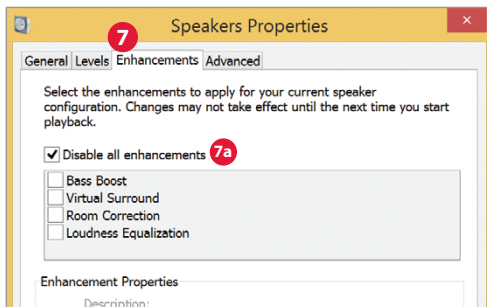 Speakers Properties
×
7
General Levels Enhancements Advanced
Select the enhancements to apply for your current speaker
configuration. Changes may not take effect until the next time you start
playback.
Disable all enhancements 7a
Bass Boost
Virtual Surround
Room Correction
Loudness Equalization
Enhancement Properties
Description: